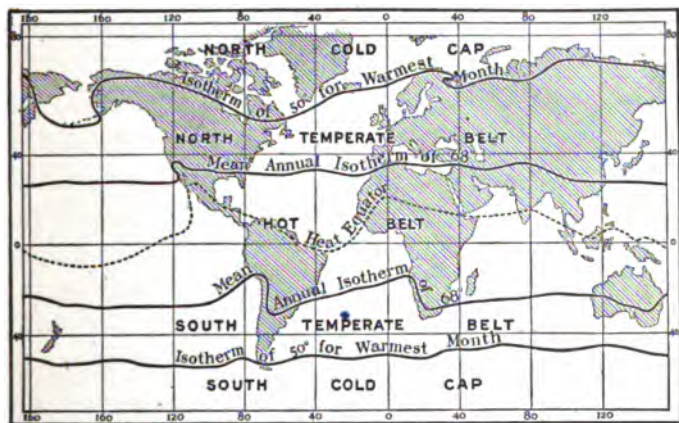 160 160 120 80 40 0 40 80 120
80 80
NORTH COLD CAP
Isotherm of 50° for Warmest Month
NORTH TEMPERATE BELT
40 40
Mean Annual Isotherm of 68°
HOT BELT
Heat Equator
0 0
Mean Annual Isotherm of 68°
SOUTH TEMPERATE BELT
40
Isotherm of 50° for Warmest Month
SOUTH COLD CAP
160 160 120 80 40 0 40 80 120